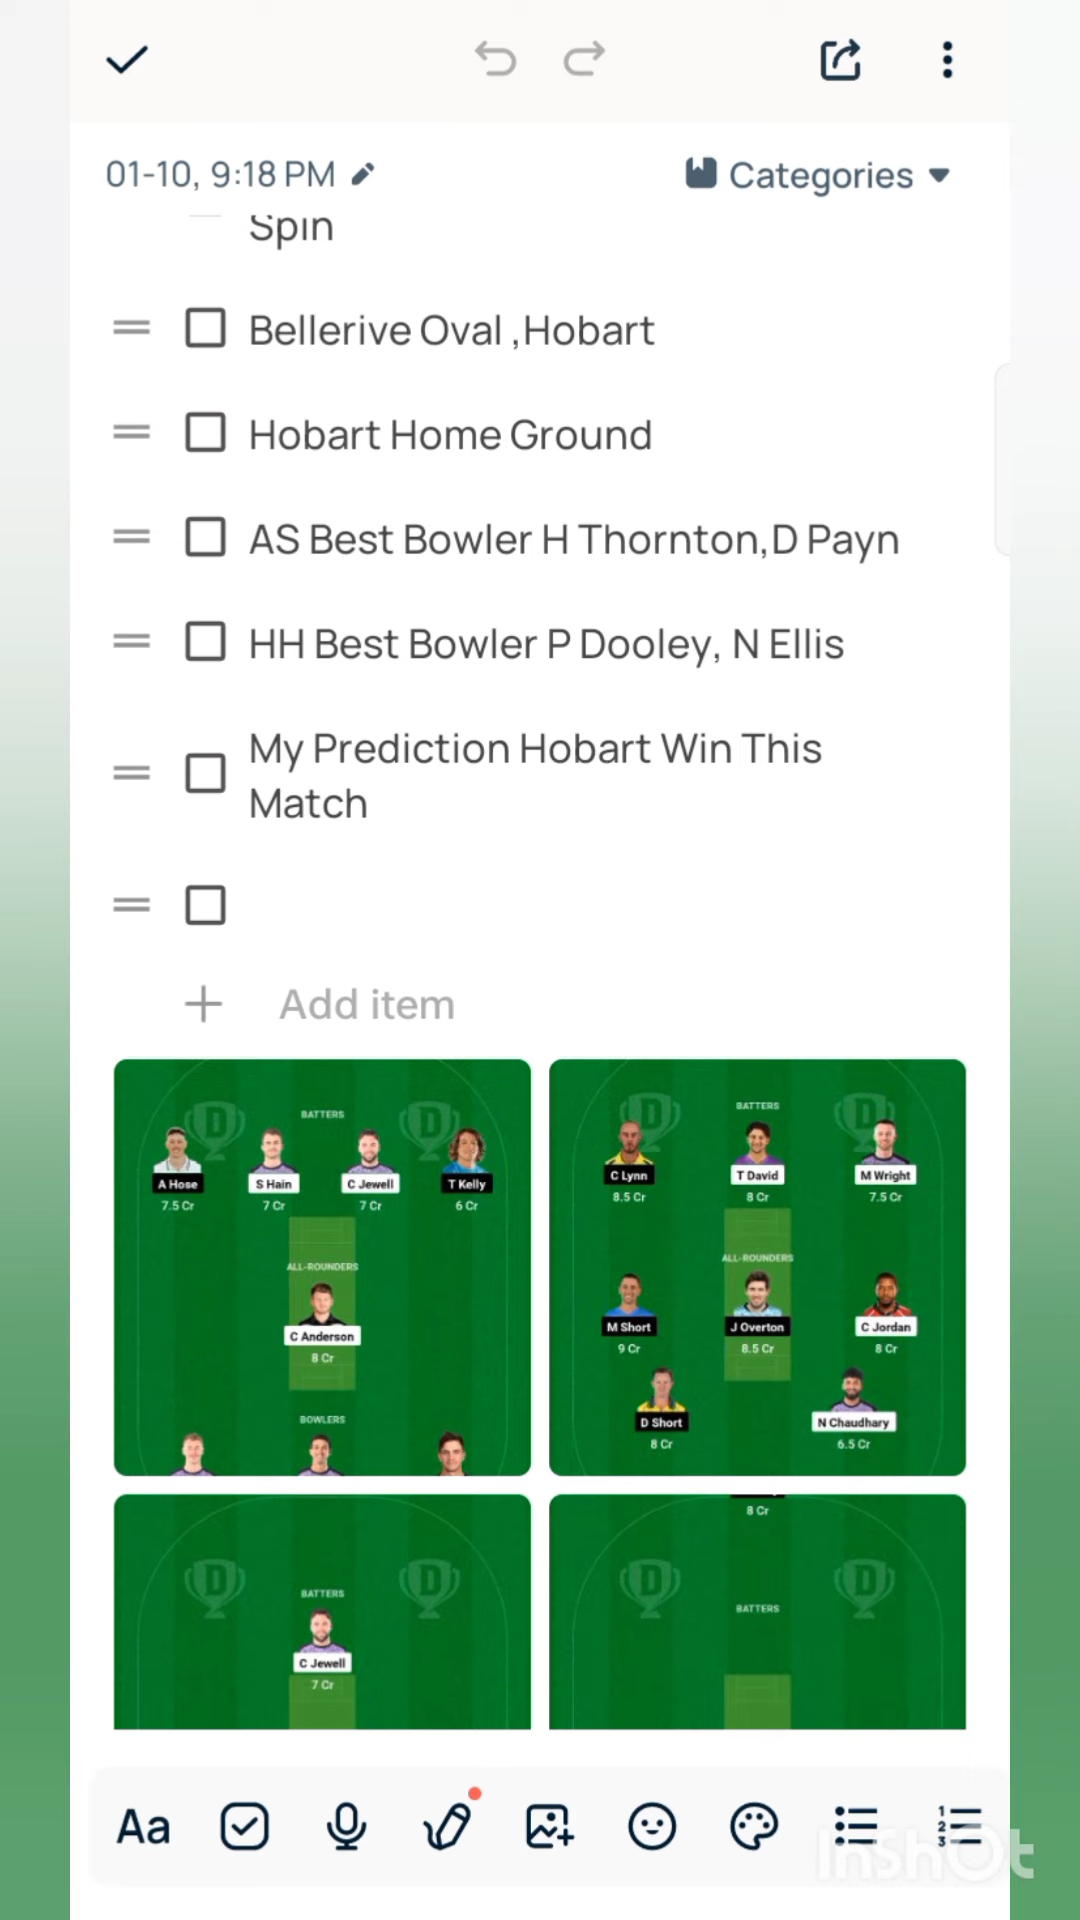 01-10, 9:18 PM
Categories
Spin
Bellerive Oval ,Hobart
Hobart Home Ground
AS Best Bowler H Thornton,D Payn
HH Best Bowler P Dooley, N Ellis
My Prediction Hobart Win This
Match
Add item
BATTERS
A Hose S Hain C Jewell T Kelly
7.5 Cr 7 Cr 7 Cr 6 Cr
ALL-ROUNDERS
C Anderson
8 Cr
BOWLERS
BATTERS
C Lynn T David M Wright
8.5 Cr 8 Cr 7.5 Cr
ALL-ROUNDERS
M Short J Overton C Jordan
9 Cr 8.5 Cr 8 Cr
D Short N Chaudhary
8 Cr 6.5 Cr
BATTERS
C Jewell
7 Cr
8 Cr
BATTERS
Aa
InShOt